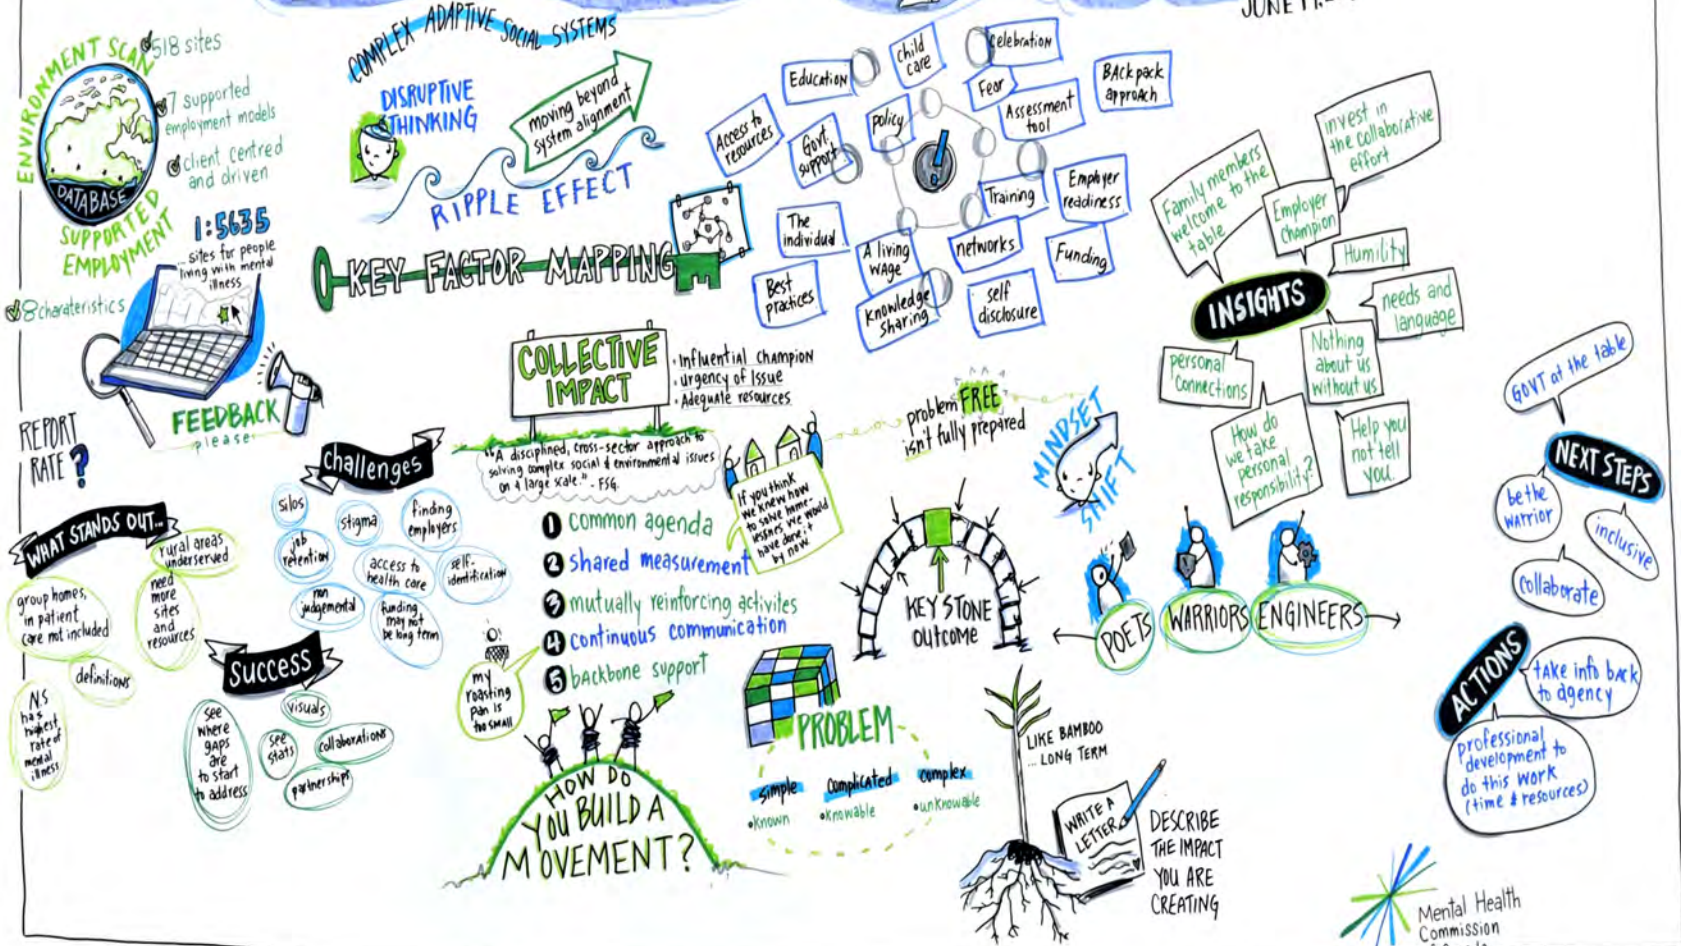 JUNE 17
ENVIRONMENT SCAN
DATABASE
SUPPORTED
EMPLOYMENT
518 sites
7 supported
employment models
client centred
and driven
1:5635
...sites for people
living with mental
illness
8 charateristics
FEEDBACK
please
REPORT
RATE?
COMPLEX ADAPTIVE SOCIAL SYSTEMS
DISRUPTIVE
THINKING
moving beyond
system alignment
RIPPLE EFFECT
KEY FACTOR MAPPING
Education
child
care
Celebration
Fear
Backpack
approach
Access to
resources
Govt.
support
policy
Assessment
tool
Training
Employer
readiness
The
individual
A living
wage
networks
Funding
Best
practices
Knowledge
sharing
self
disclosure
COLLECTIVE
IMPACT
• Influential Champion
• urgency of Issue
• Adequate resources
"A disciplined, cross-sector approach to
solving complex social & environmental issues
on a large scale." - FSG.
1 common agenda
2 shared measurement
3 mutually reinforcing activites
4 continuous communication
5 backbone support
If you think
we knew how
to solve home-
lessness we would
have done it
by now
my
roasting
pan is
too small
problem FREE
isn't fully prepared
MINDSET
SHIFT
WHAT STANDS OUT...
rural areas
underserved
group homes,
in patient
care not included
need
more
sites
and
resources
definitions
N.S
has
highest
rate of
mental
illness
challenges
silos
stigma
finding
employers
job
retention
access to
health care
self-
identification
non
judgemental
funding
may not
be long term
SUCCESS
see
where
gaps
are
to start
to address
visuals
see
stats
collaborations
partnerships
HOW DO
YOU BUILD A
MOVEMENT?
PROBLEM
simple
• known
complicated
• knowable
complex
• unknowable
KEYSTONE
OUTCOME
POETS
WARRIORS
ENGINEERS
LIKE BAMBOO
... LONG TERM
WRITE A
LETTER
DESCRIBE
THE IMPACT
YOU ARE
CREATING
INSIGHTS
Family members
welcome to the
table
invest in
the collaborative
effort
Employer
Champion
Humility
needs and
language
personal
connections
Nothing
about us
without us
How do
we take
personal
responsibility?
Help you
not tell
you.
NEXT STEPS
GOVT at the table
be the
warrior
inclusive
collaborate
ACTIONS
take info back
to agency
professional
development to
do this work
(time & resources)
Mental Health
Commission